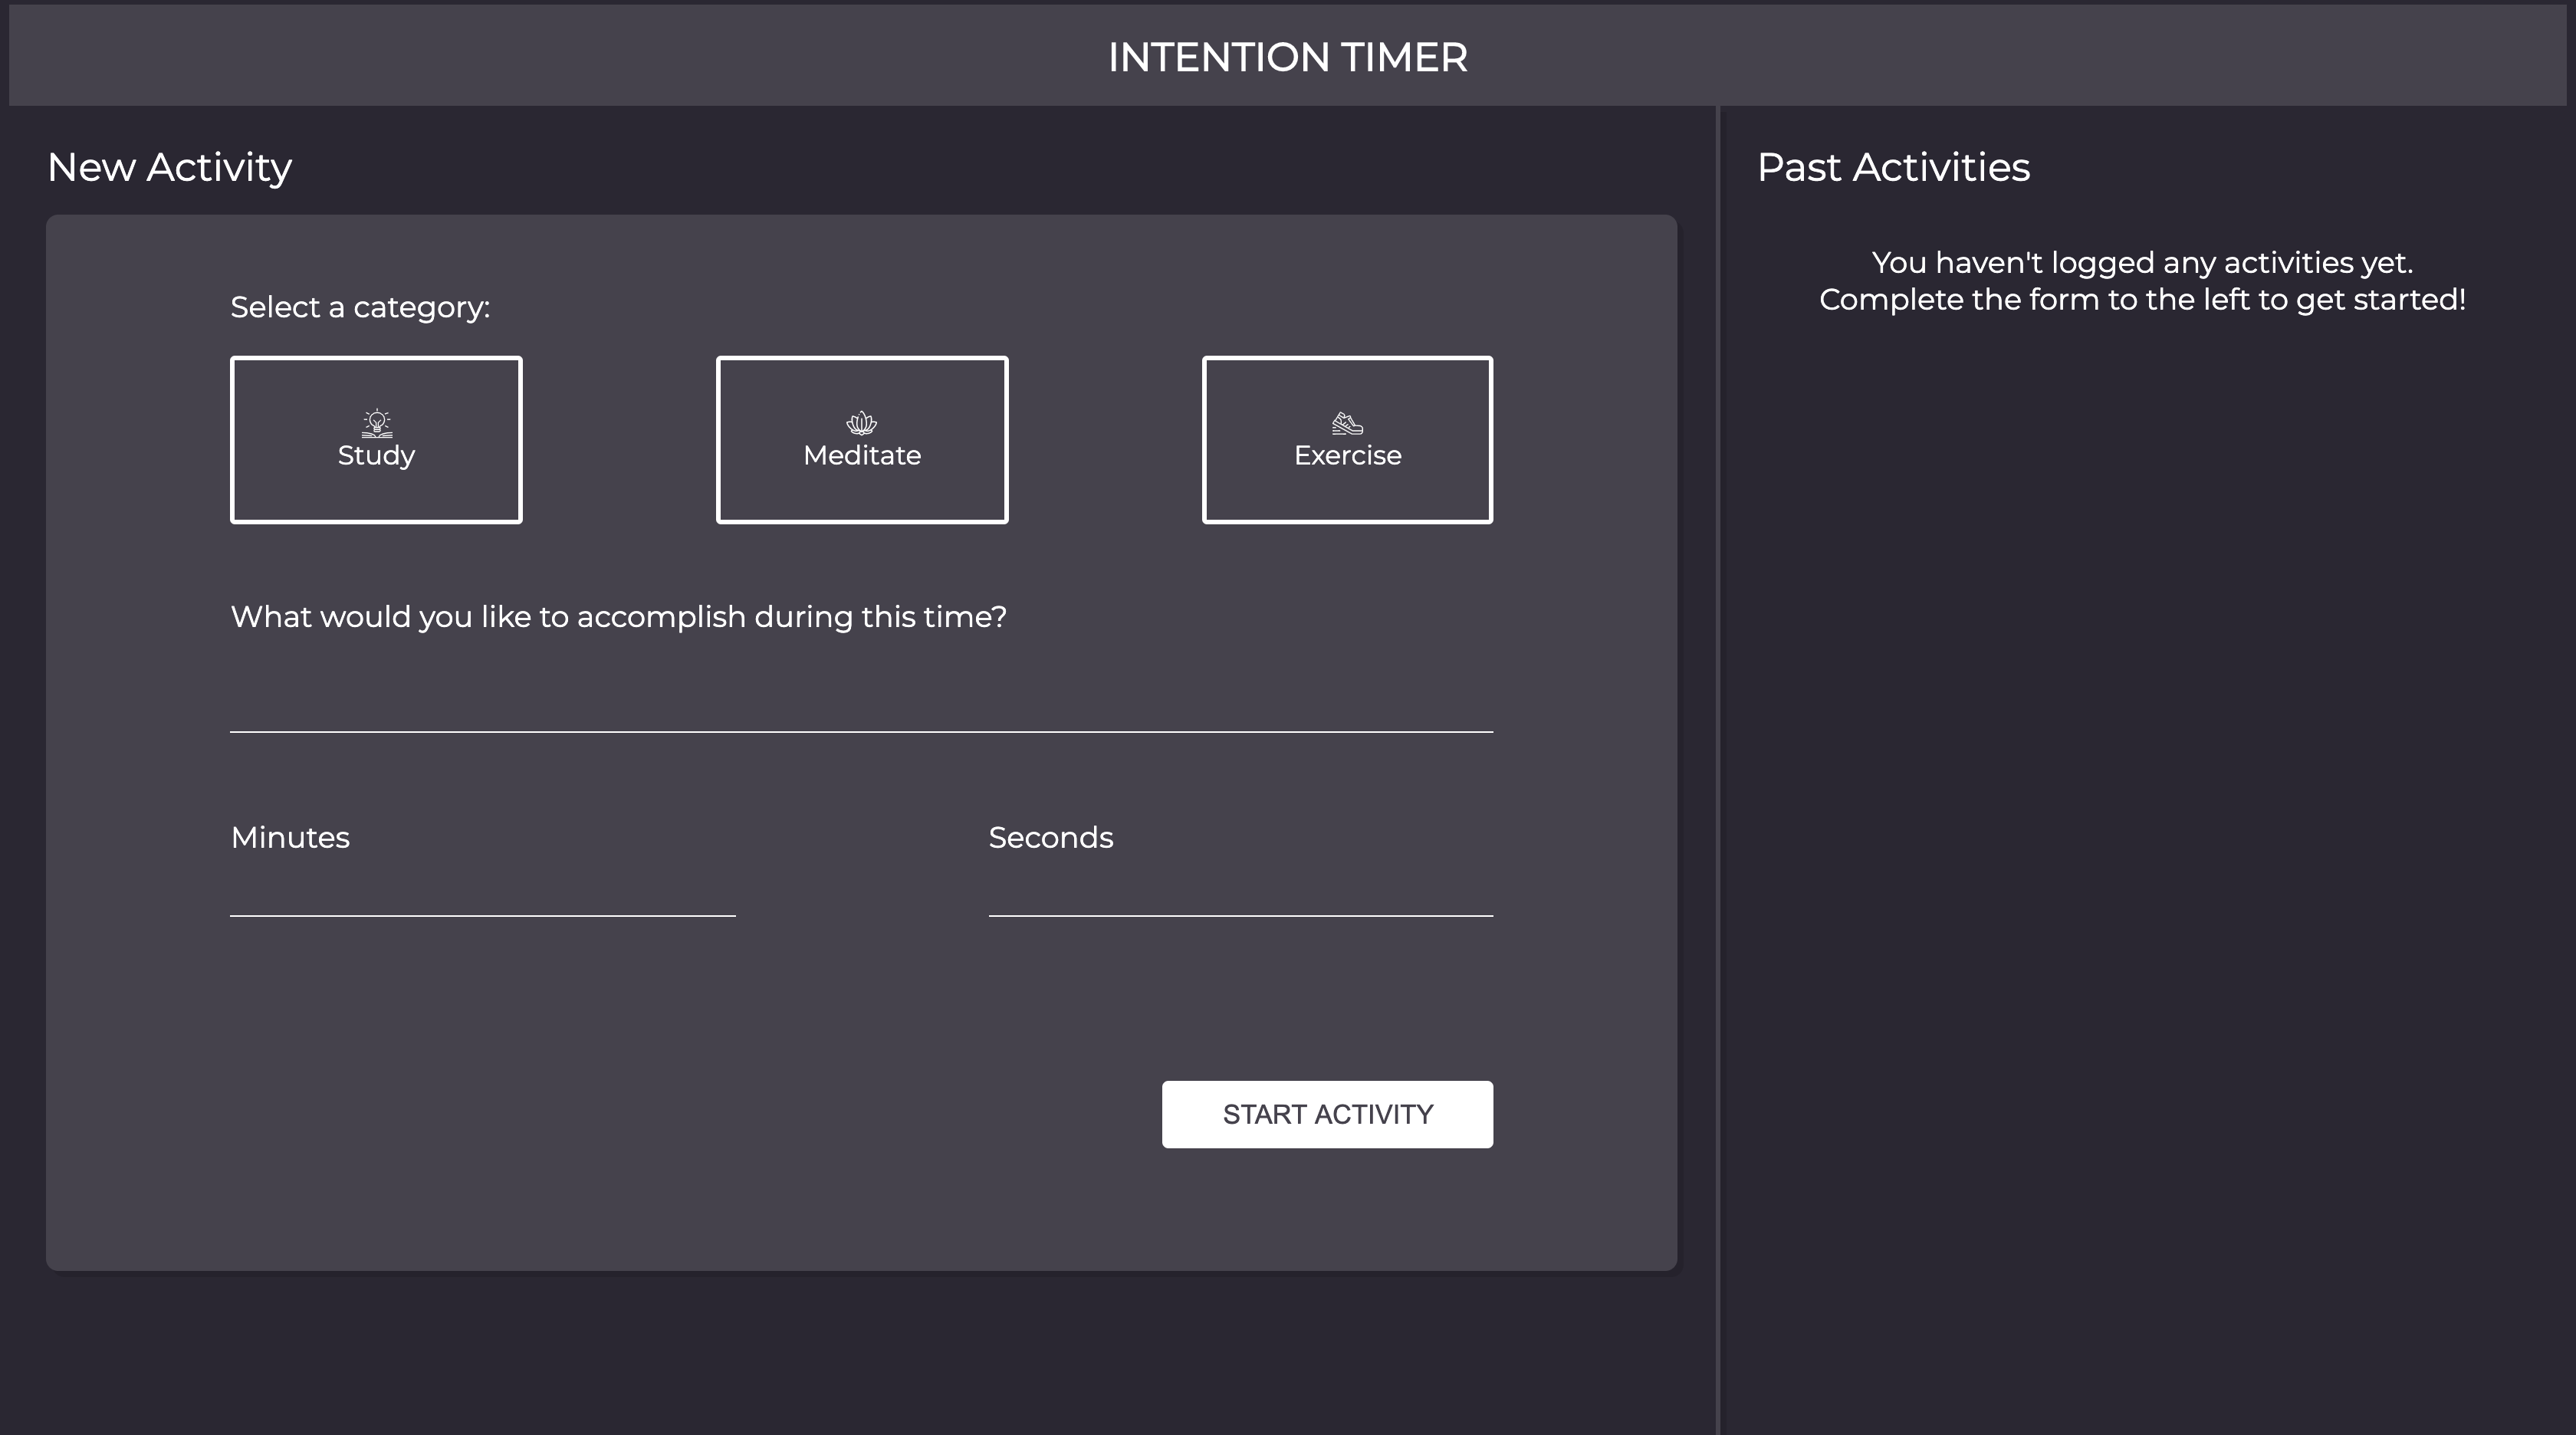 INTENTION TIMER
New Activity
Select a category:
Study
Meditate
Exercise
What would you like to accomplish during this time?
Minutes
Seconds
START ACTIVITY
Past Activities
You haven't logged any activities yet.
Complete the form to the left to get started!